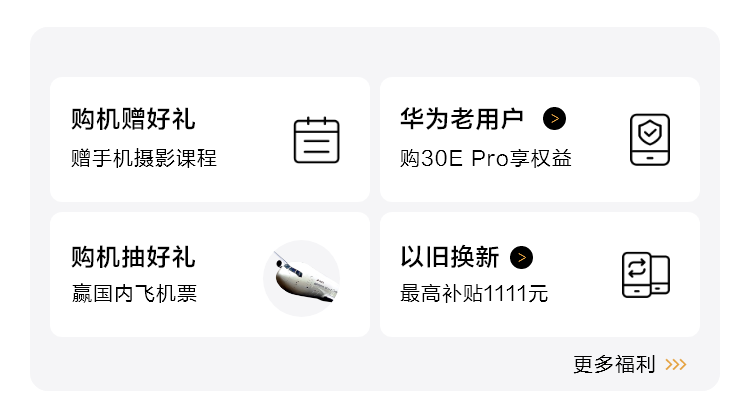 购机赠好礼
赠手机摄影课程
华为老用户
购30E Pro享权益
购机抽好礼
赢国内飞机票
以旧换新
最高补贴1111元
更多福利